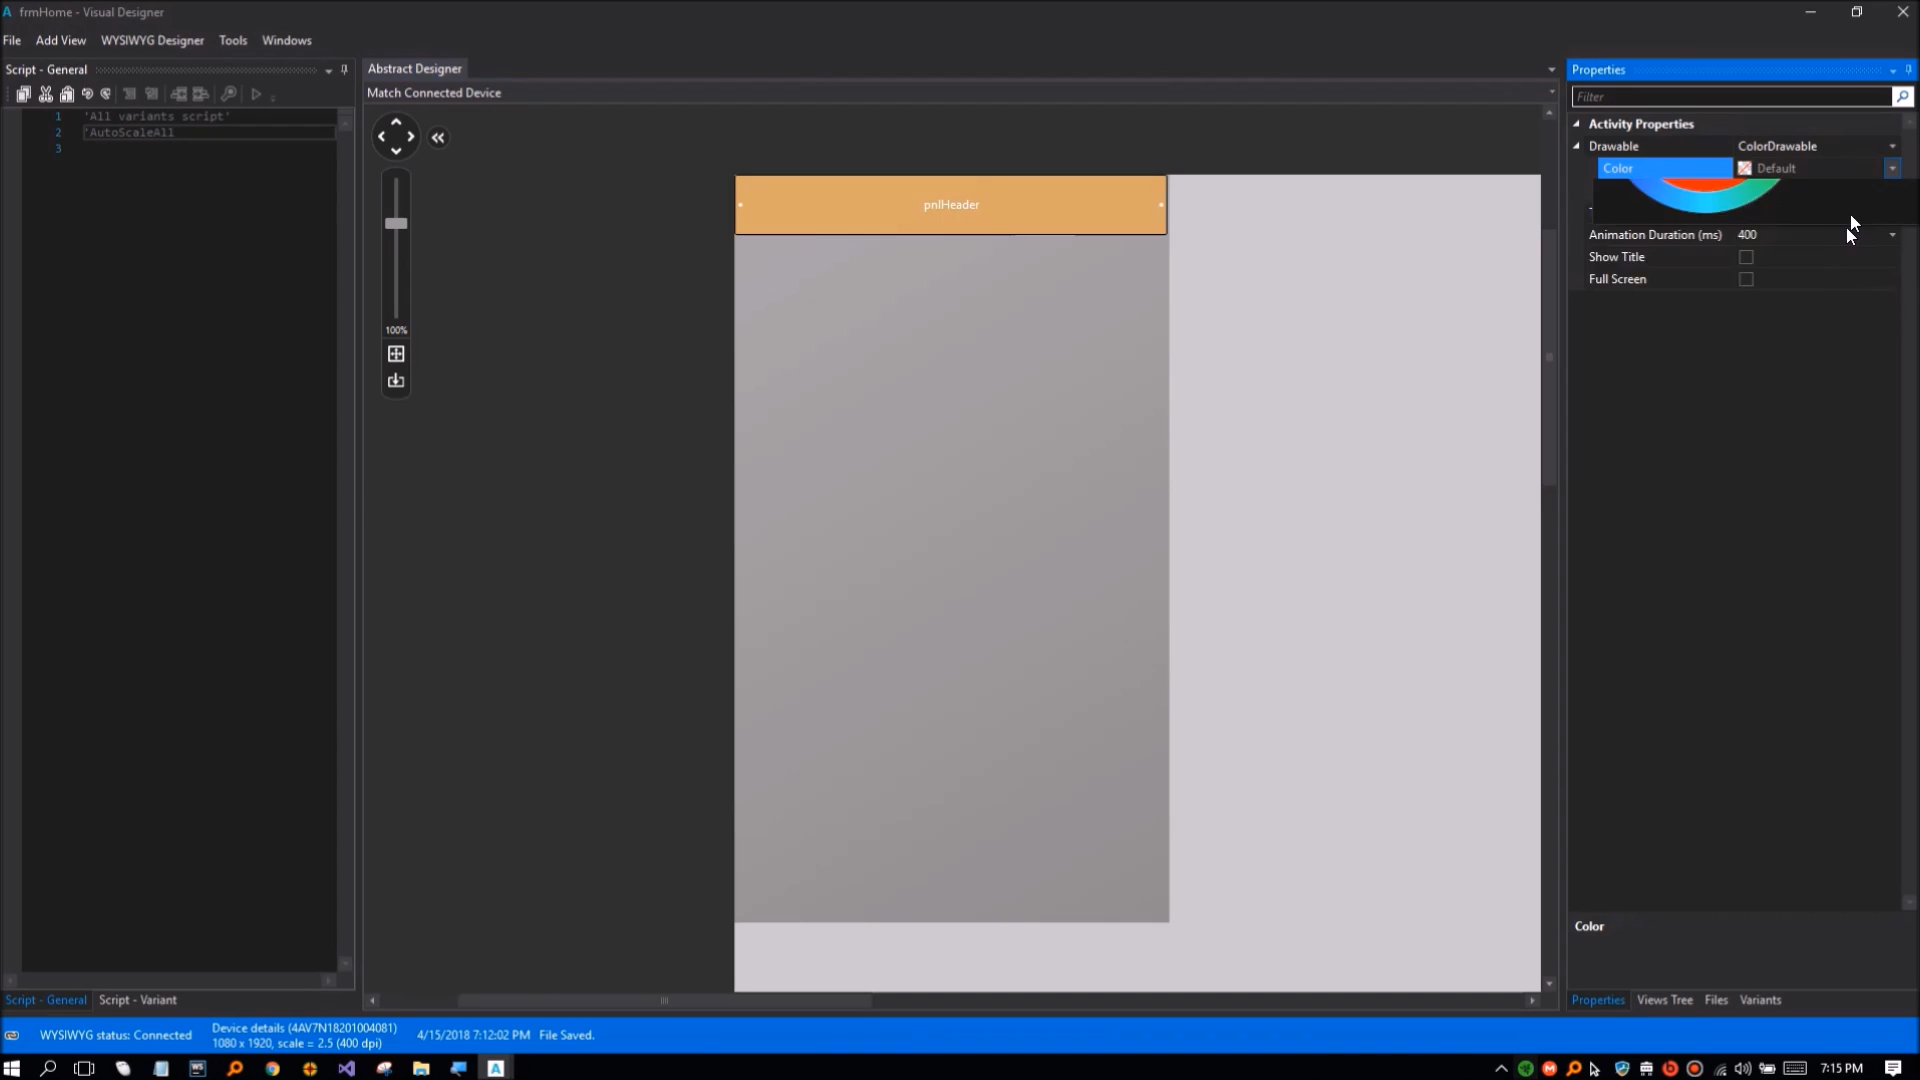 frmHome - Visual Designer
File Add View WYSIWYG Designer Tools Windows
Script - General
1 'All variants script'
2 'AutoScaleAll
3
Script - General Script - Variant
Abstract Designer
Match Connected Device
100%
pnlHeader
Properties
Filter
Activity Properties
Drawable ColorDrawable
Color Default
Animation Duration (ms) 400
Show Title
Full Screen
Color
Properties Views Tree Files Variants
WYSIWYG status: Connected
Device details (4AV7N18201004081)
1080 x 1920, scale = 2.5 (400 dpi)
4/15/2018 7:12:02 PM File Saved.
7:15 PM